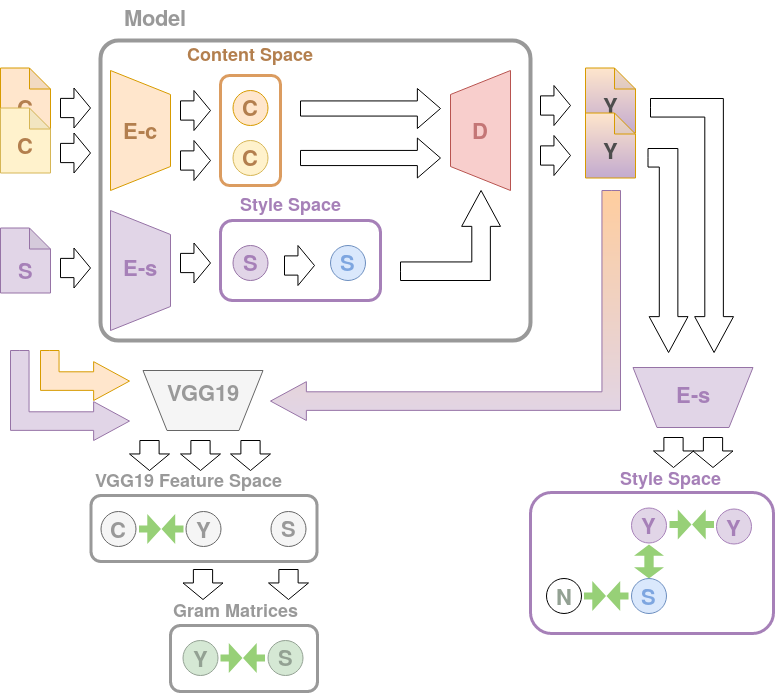 Model
Content Space
C
C
E-c
C
C
D
Y
Y
Style Space
S
E-s
S
S
VGG19
E-s
VGG19 Feature Space
Style Space
C
Y
S
Y
Y
N
S
Gram Matrices
Y
S